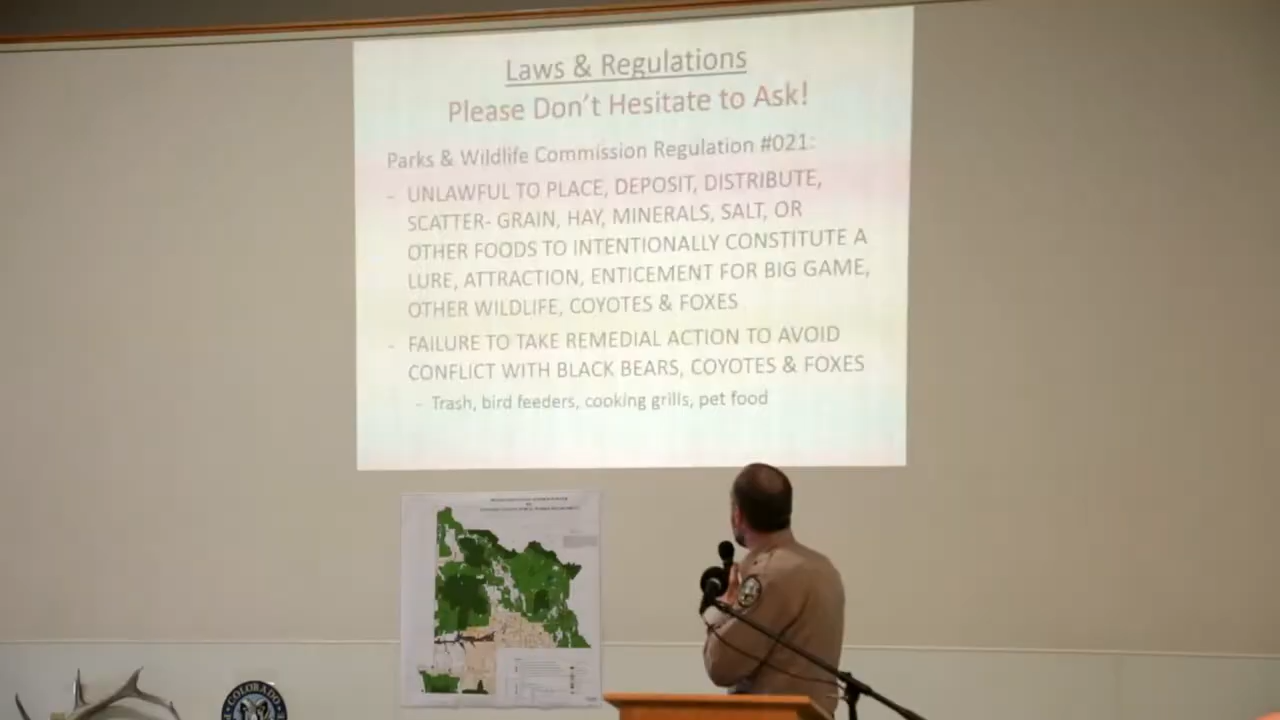 Laws & Regulations
Please Don't Hesitate to Ask!
Parks & Wildlife Commission Regulation #021:
- UNLAWFUL TO PLACE, DEPOSIT, DISTRIBUTE,
SCATTER- GRAIN, HAY, MINERALS, SALT, OR
OTHER FOODS TO INTENTIONALLY CONSTITUTE A
LURE, ATTRACTION, ENTICEMENT FOR BIG GAME,
OTHER WILDLIFE, COYOTES & FOXES
- FAILURE TO TAKE REMEDIAL ACTION TO AVOID
CONFLICT WITH BLACK BEARS, COYOTES & FOXES
- Trash, bird feeders, cooking grills, pet food
COLORADO